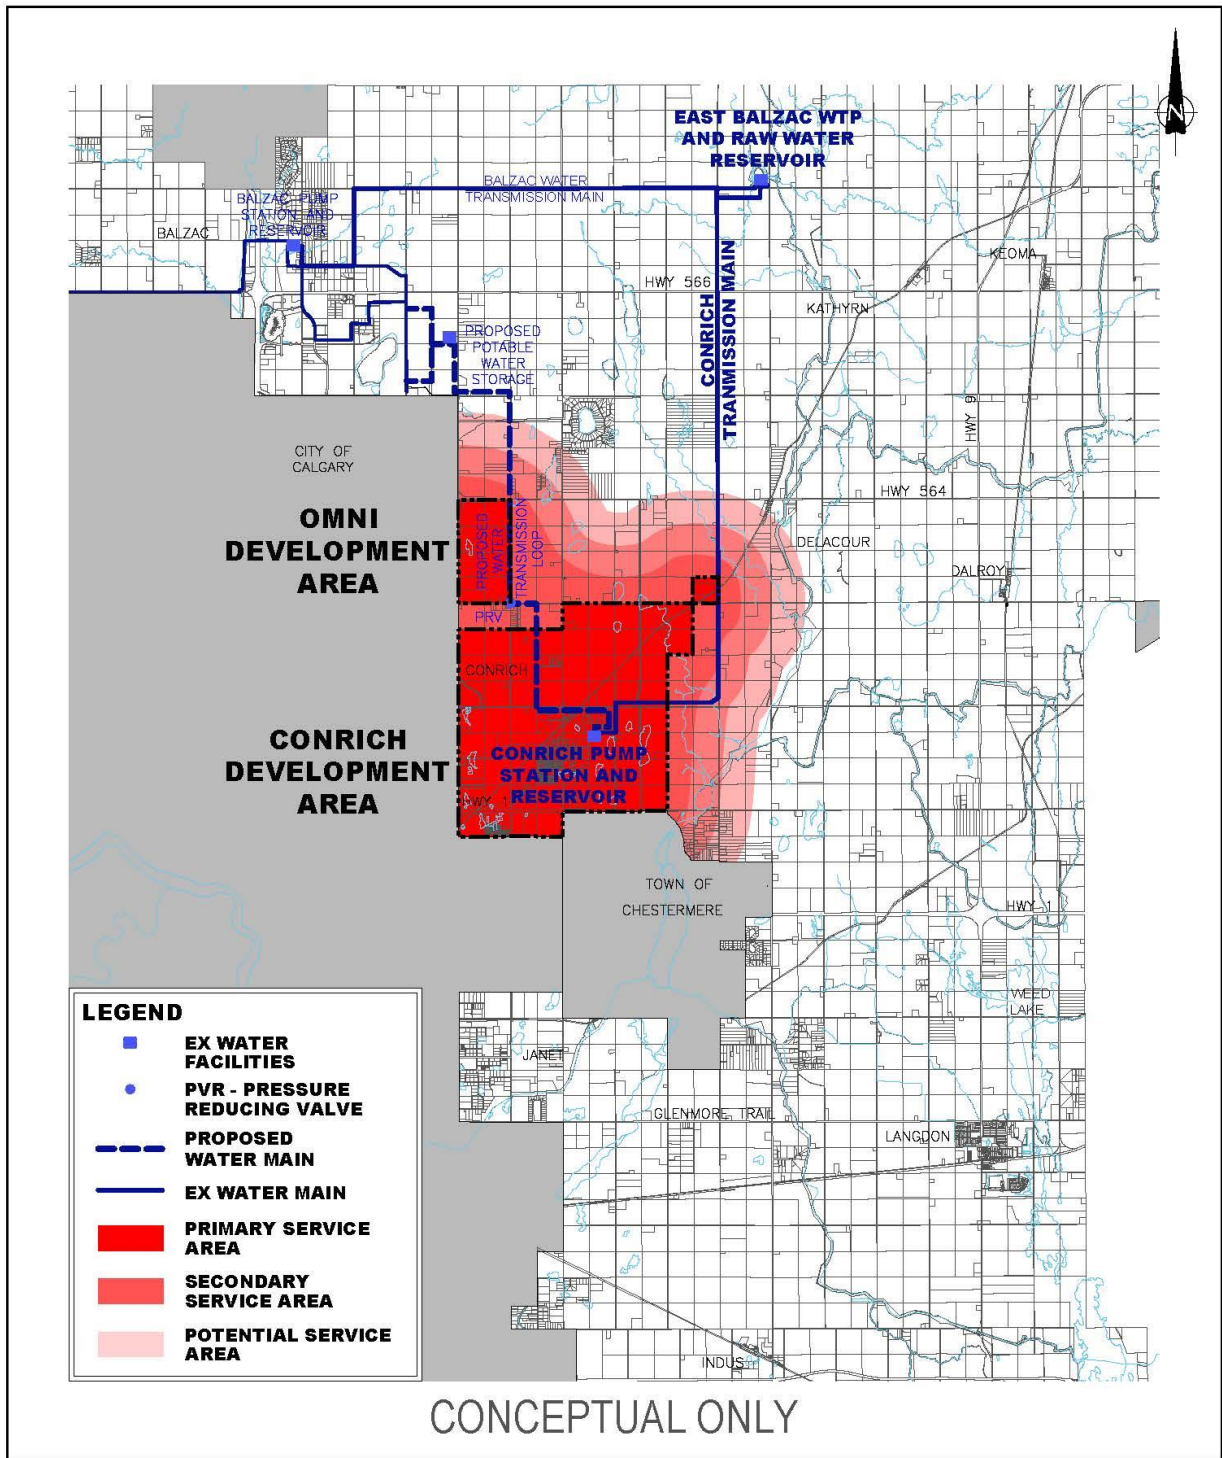 N
EAST BALZAC WTP
AND RAW WATER
RESERVOIR
BALZAC WATER
TRANSMISSION MAIN
BALZAC PUMP
STATION AND
RESERVOIR
BALZAC
KEOMA
HWY 566
KATHYRN
CONRICH
TRANMISSION MAIN
PROPOSED
POTABLE
WATER
STORAGE
HWY 9
CITY OF
CALGARY
HWY 564
OMNI
DEVELOPMENT
AREA
PROPOSED
WATER
TRANSMISSION
LOOP
DELACOUR
DALROY
PRV
CONRICH
CONRICH
DEVELOPMENT
AREA
CONRICH PUMP
STATION AND
RESERVOIR
HWY 1
TOWN OF
CHESTERMERE
HWY 1
WEED
LAKE
JANET
GLENMORE TRAIL
LANGDON
INDUS
LEGEND
EX WATER
FACILITIES
PVR - PRESSURE
REDUCING VALVE
PROPOSED
WATER MAIN
EX WATER MAIN
PRIMARY SERVICE
AREA
SECONDARY
SERVICE AREA
POTENTIAL SERVICE
AREA
CONCEPTUAL ONLY